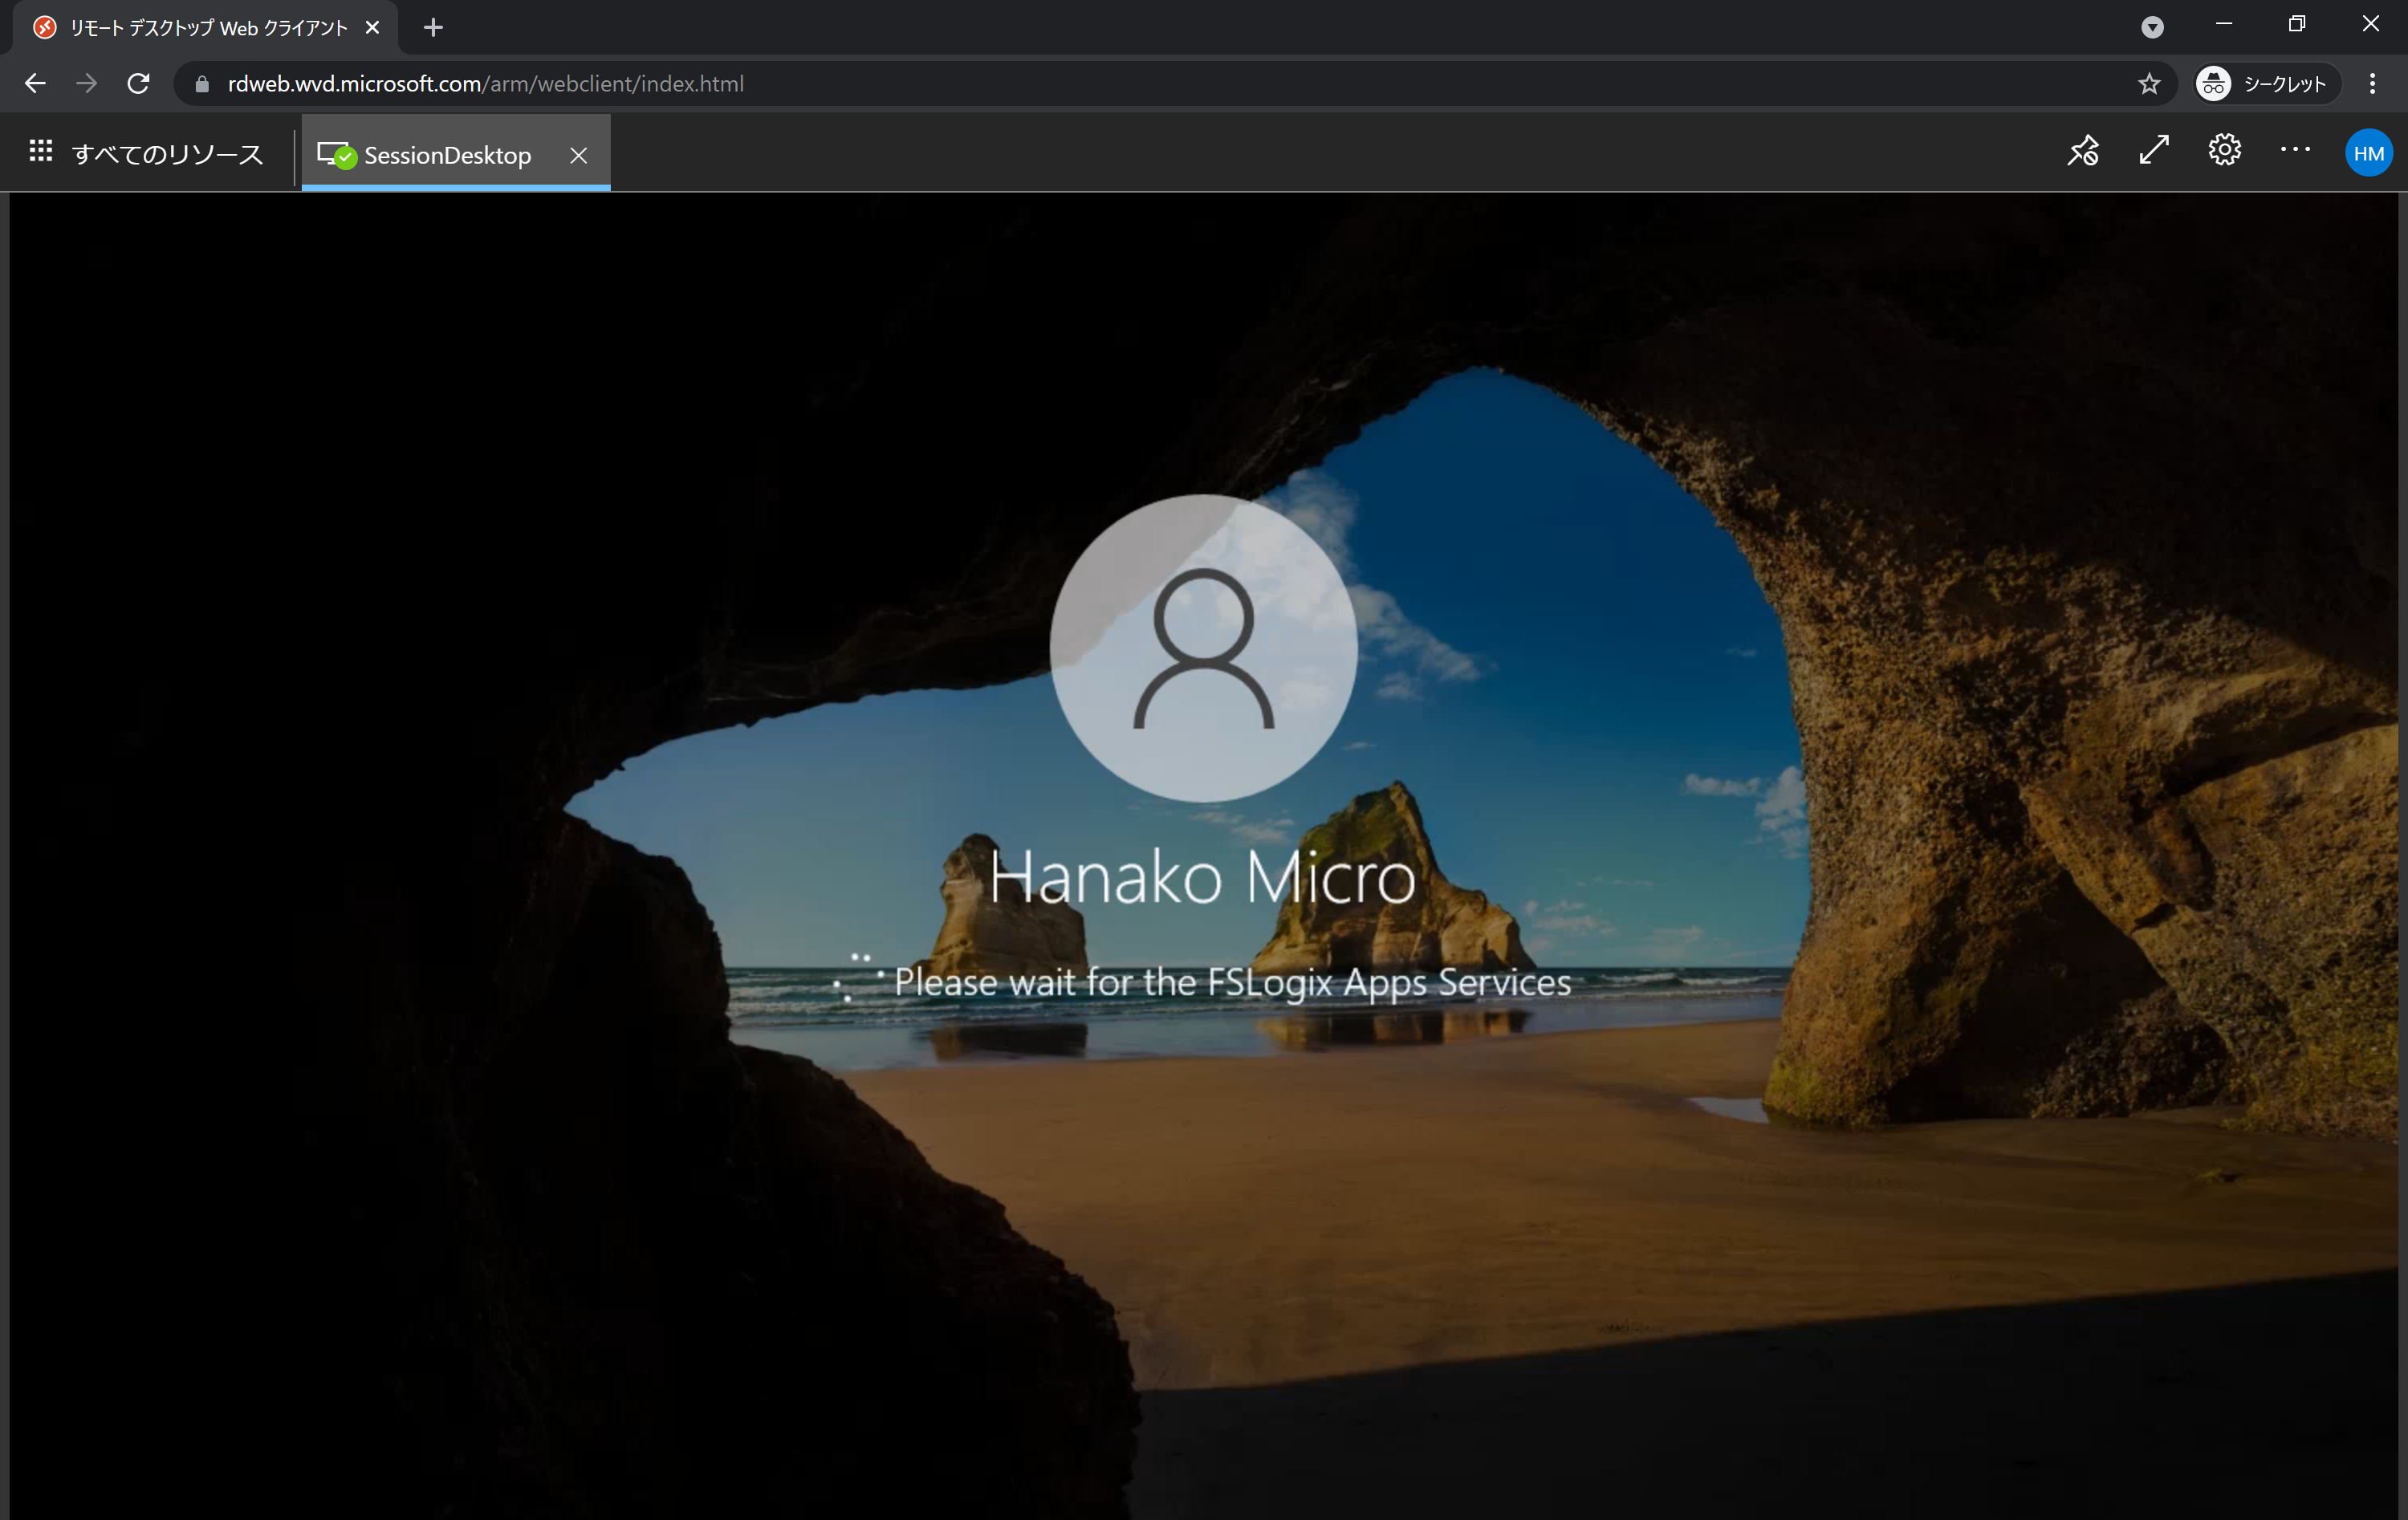 リモート デスクトップ Web クライアント
rdweb.wvd.microsoft.com/arm/webclient/index.html
シークレット
すべてのリソース
SessionDesktop
HM
Hanako Micro
Please wait for the FSLogix Apps Services